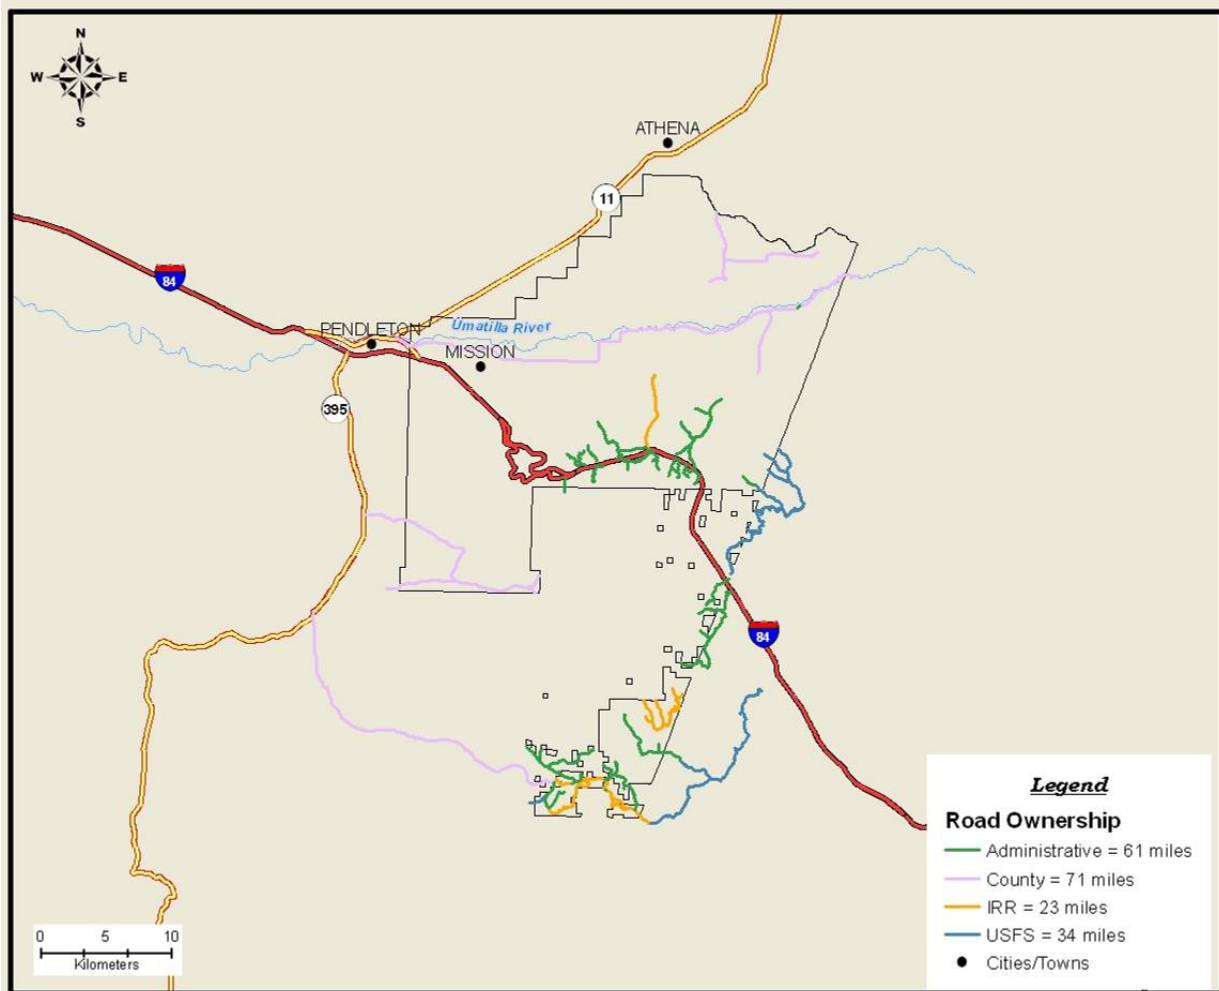 N
W E
S
ATHENA
11
84
PENDLETON
Umatilla River
MISSION
395
84
Legend
Road Ownership
Administrative = 61 miles
County = 71 miles
IRR = 23 miles
USFS = 34 miles
Cities/Towns
0 5 10
Kilometers